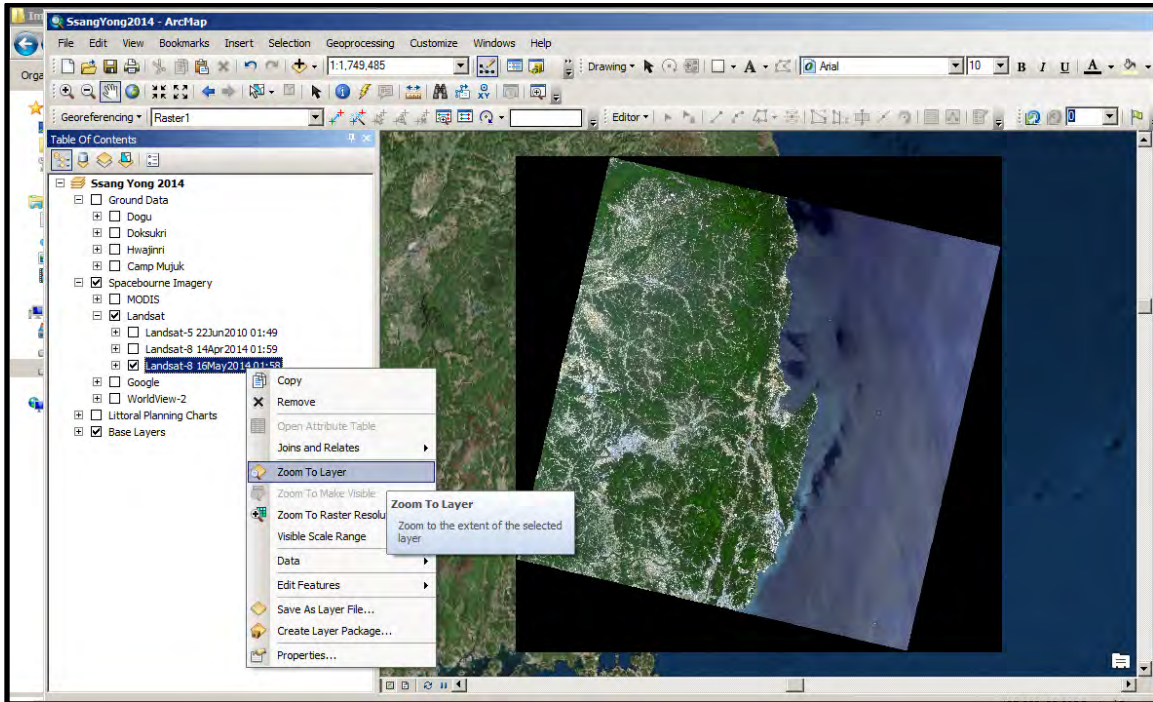 Im
SsangYong2014 - ArcMap
File Edit View Bookmarks Insert Selection Geoprocessing Customize Windows Help
Orga
1:1,749,485
Drawing
A
Arial
10
B I U A
Georeferencing
Raster1
Editor
0
Table Of Contents
Ssang Yong 2014
Ground Data
Dogu
Doksukri
Hwajinri
Camp Mujuk
Spacebourne Imagery
MODIS
Landsat
Landsat-5 22Jun2010 01:49
Landsat-8 14Apr2014 01:59
Landsat-8 16May2014 01:58
Google
WorldView-2
Littoral Planning Charts
Base Layers
Copy
Remove
Open Attribute Table
Joins and Relates
Zoom To Layer
Zoom To Make Visible
Zoom To Raster Resolu
Visible Scale Range
Data
Edit Features
Save As Layer File...
Create Layer Package...
Properties...
Zoom To Layer
Zoom to the extent of the selected
layer